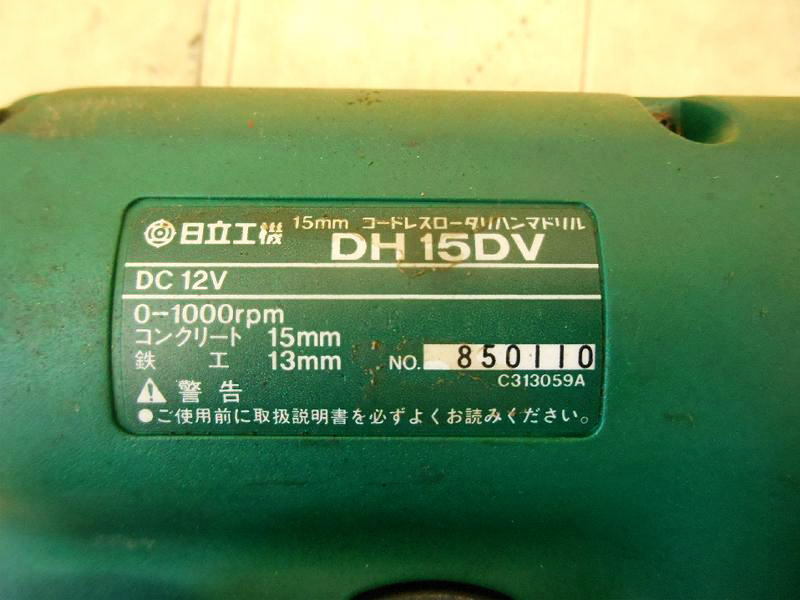 日立工機 15mm コードレスロータリハンマドリル
DH 15DV
DC 12V
0-1000rpm
コンクリート 15mm
鉄 工 13mm NO. 850110
C313059A
警告
●ご使用前に取扱説明書を必ずよくお読みください。